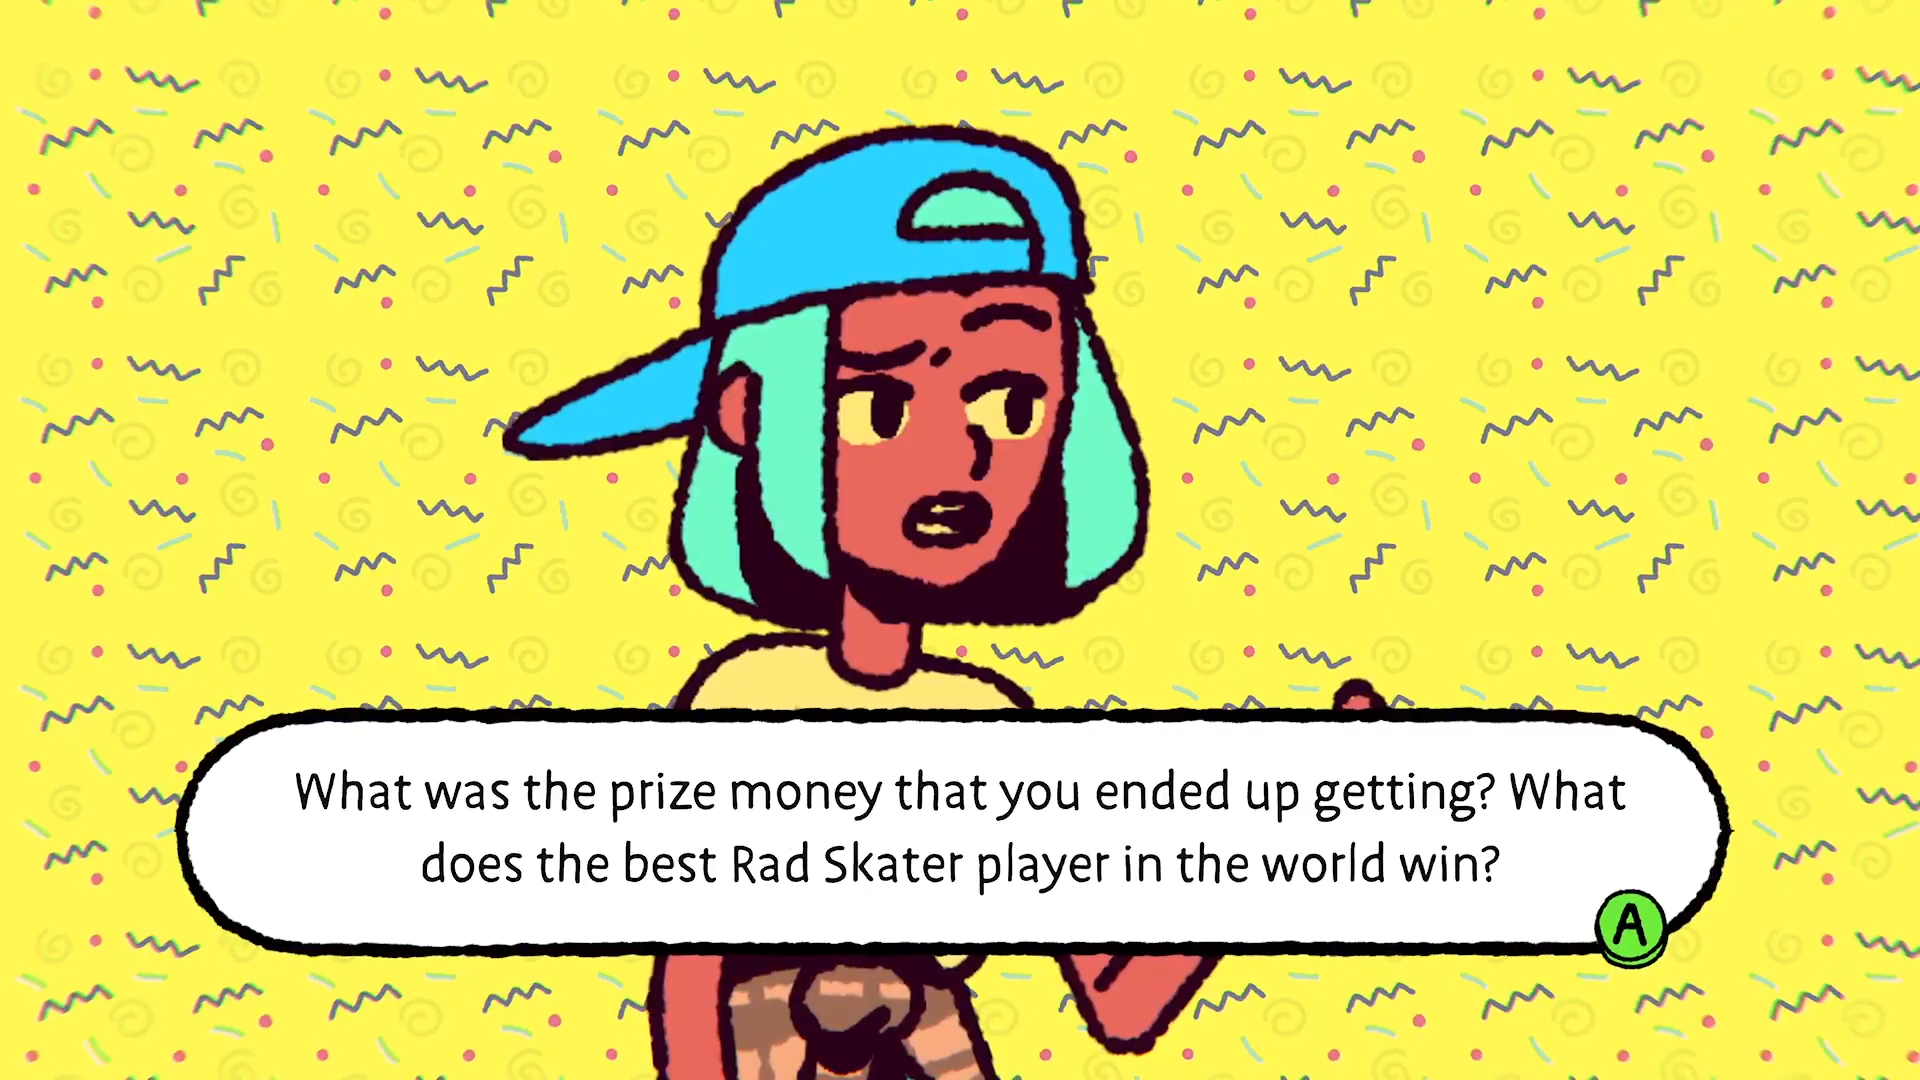 What was the prize money that you ended up getting? What
does the best Rad Skater player in the world win?
A